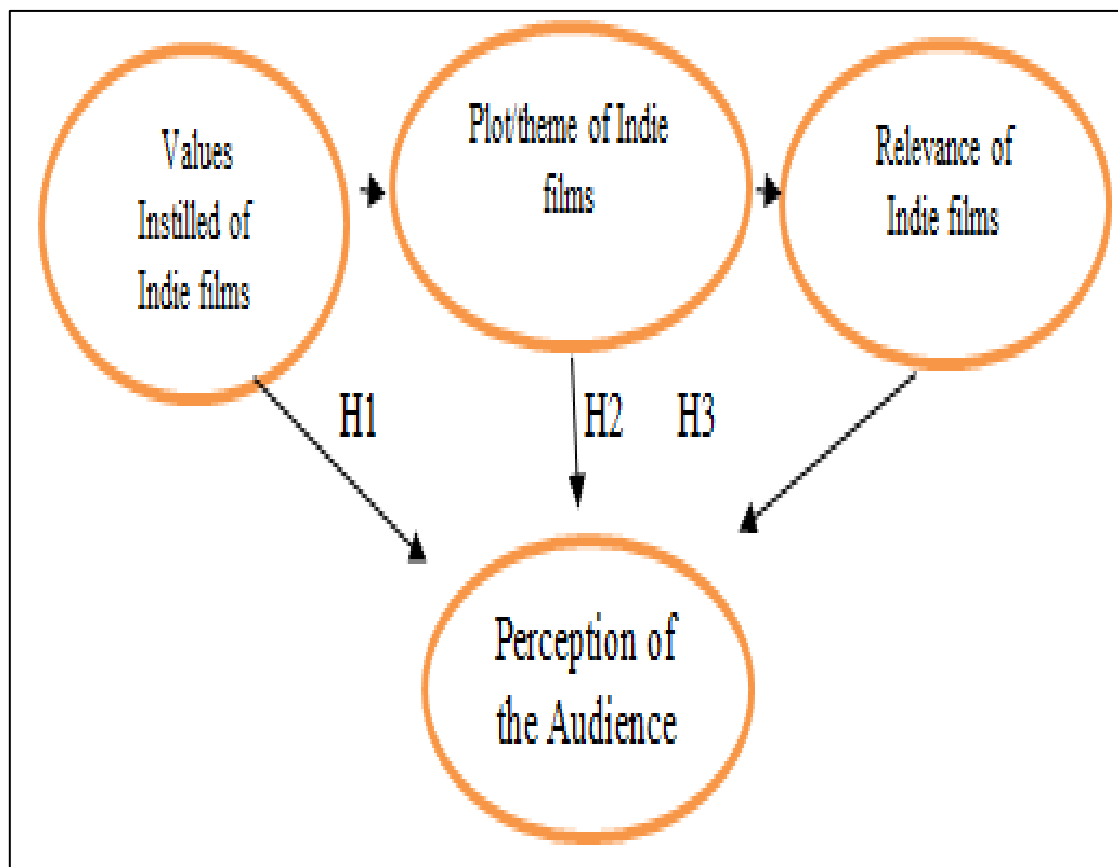 Values
Instilled of
Indie films
Plot/theme of Indie
films
Relevance of
Indie films
H1
H2
H3
Perception of
the Audience